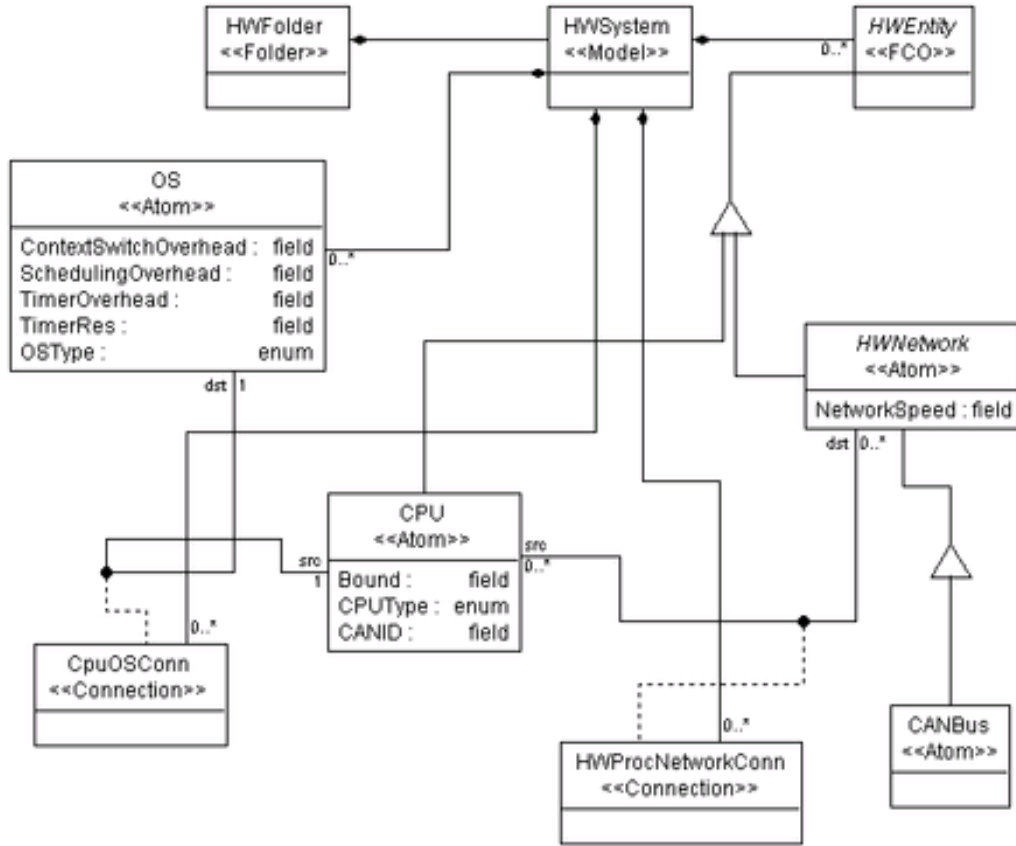 HWFolder
<<Folder>>
HWSystem
<<Model>>
HWEntity
<<FCO>>
0..*
OS
<<Atom>>
ContextSwitchOverhead : field
SchedulingOverhead : field
TimerOverhead : field
TimerRes : field
OSType : enum
0..*
dst 1
HWNetwork
<<Atom>>
NetworkSpeed : field
dst 0..*
CPU
<<Atom>>
Bound : field
CPUType : enum
CANID : field
src
1
src
0..*
0..*
CpuOSConn
<<Connection>>
0..*
HWProcNetworkConn
<<Connection>>
CANBus
<<Atom>>